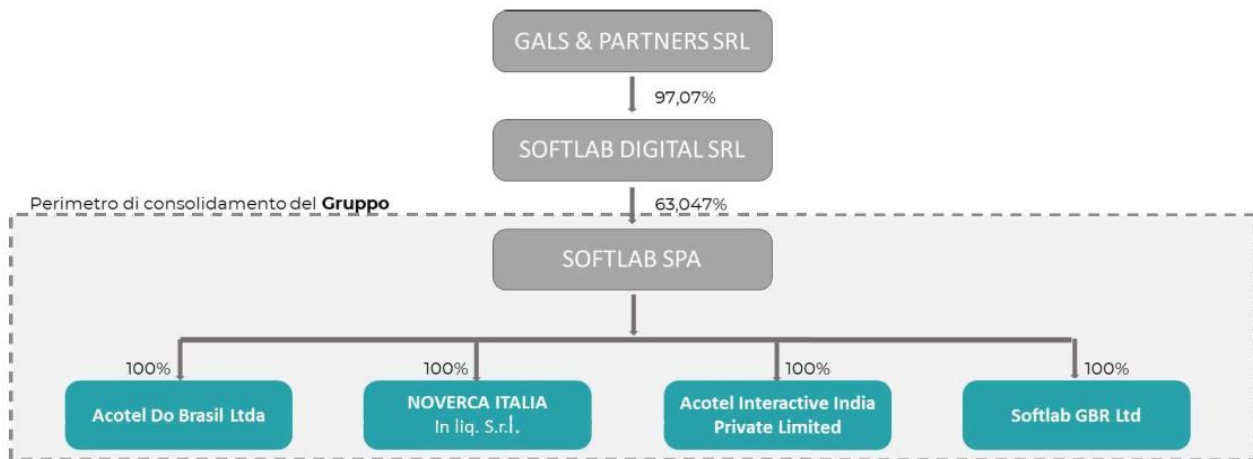 GALS & PARTNERS SRL
97,07%
SOFTLAB DIGITAL SRL
63,047%
Perimetro di consolidamento del Gruppo
SOFTLAB SPA
100%
100%
100%
100%
Acotel Do Brasil Ltda
NOVERCA ITALIA
In liq. S.r.l.
Acotel Interactive India
Private Limited
Softlab GBR Ltd